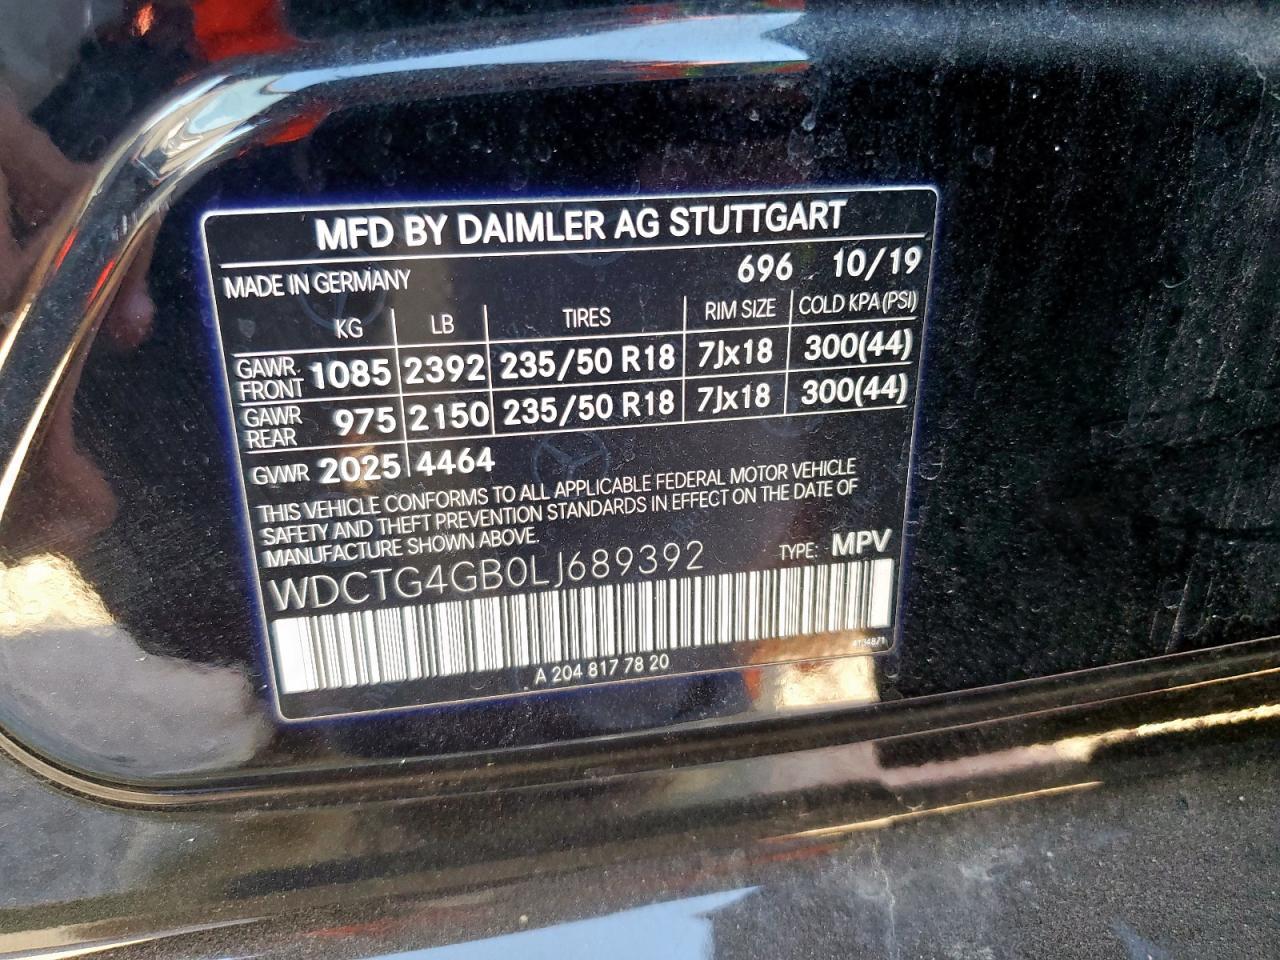 MFD BY DAIMLER AG STUTTGART
MADE IN GERMANY 696 10/19
KG LB TIRES RIM SIZE COLD KPA (PSI)
GAWR FRONT 1085 2392 235/50 R18 7Jx18 300(44)
GAWR REAR 975 2150 235/50 R18 7Jx18 300(44)
GVWR 2025 4464
THIS VEHICLE CONFORMS TO ALL APPLICABLE FEDERAL MOTOR VEHICLE
SAFETY AND THEFT PREVENTION STANDARDS IN EFFECT ON THE DATE OF
MANUFACTURE SHOWN ABOVE.
WDCTG4GB0LJ689392 TYPE: MPV
A 204 817 78 20